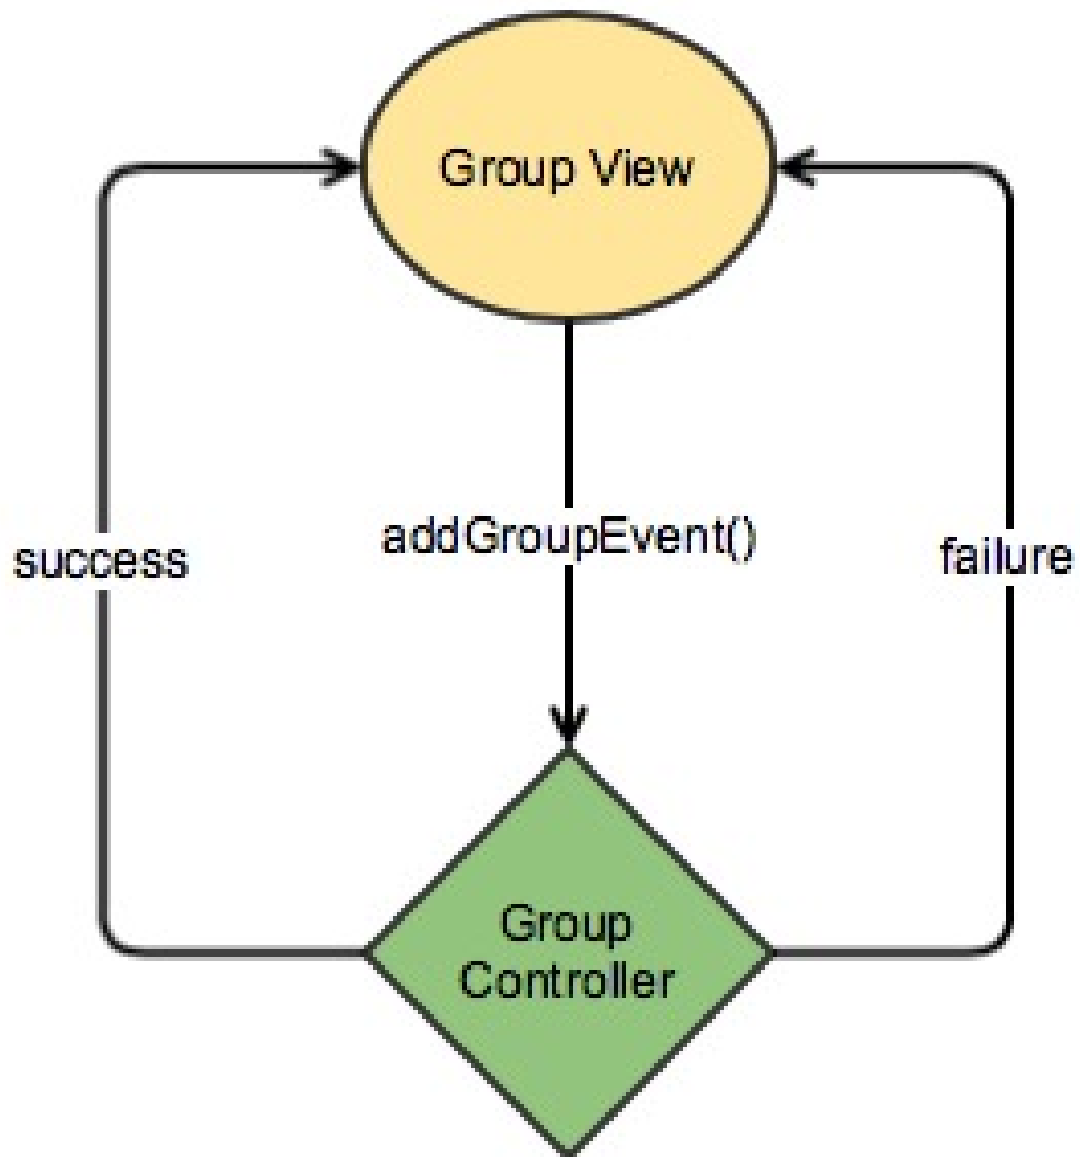 Group View
addGroupEvent()
success
failure
Group
Controller